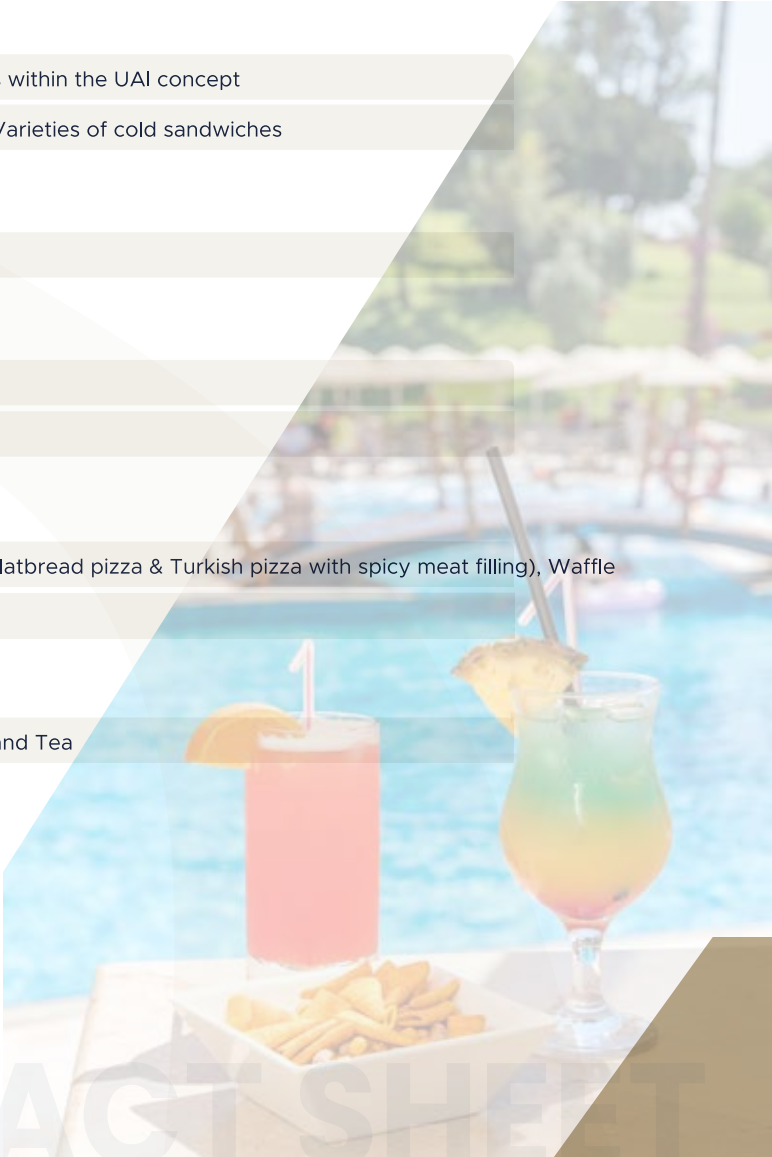 within the UAI concept
Varieties of cold sandwiches
latbread pizza & Turkish pizza with spicy meat filling), Waffle
and Tea
ACT SHEET